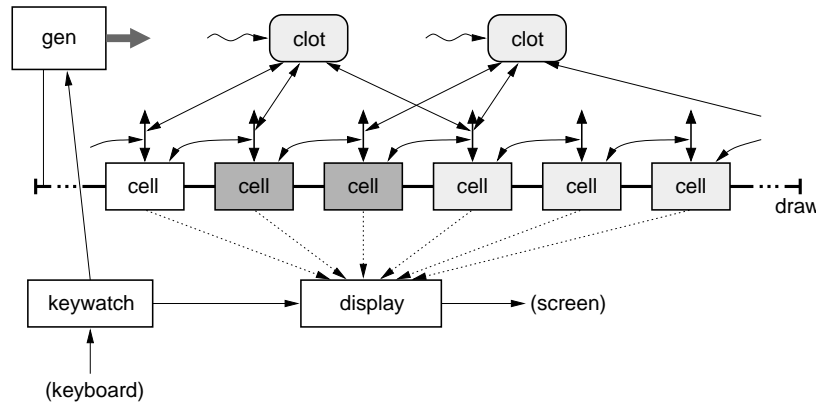 gen
clot
clot
cell
cell
cell
cell
cell
cell
draw
keywatch
display
(screen)
(keyboard)